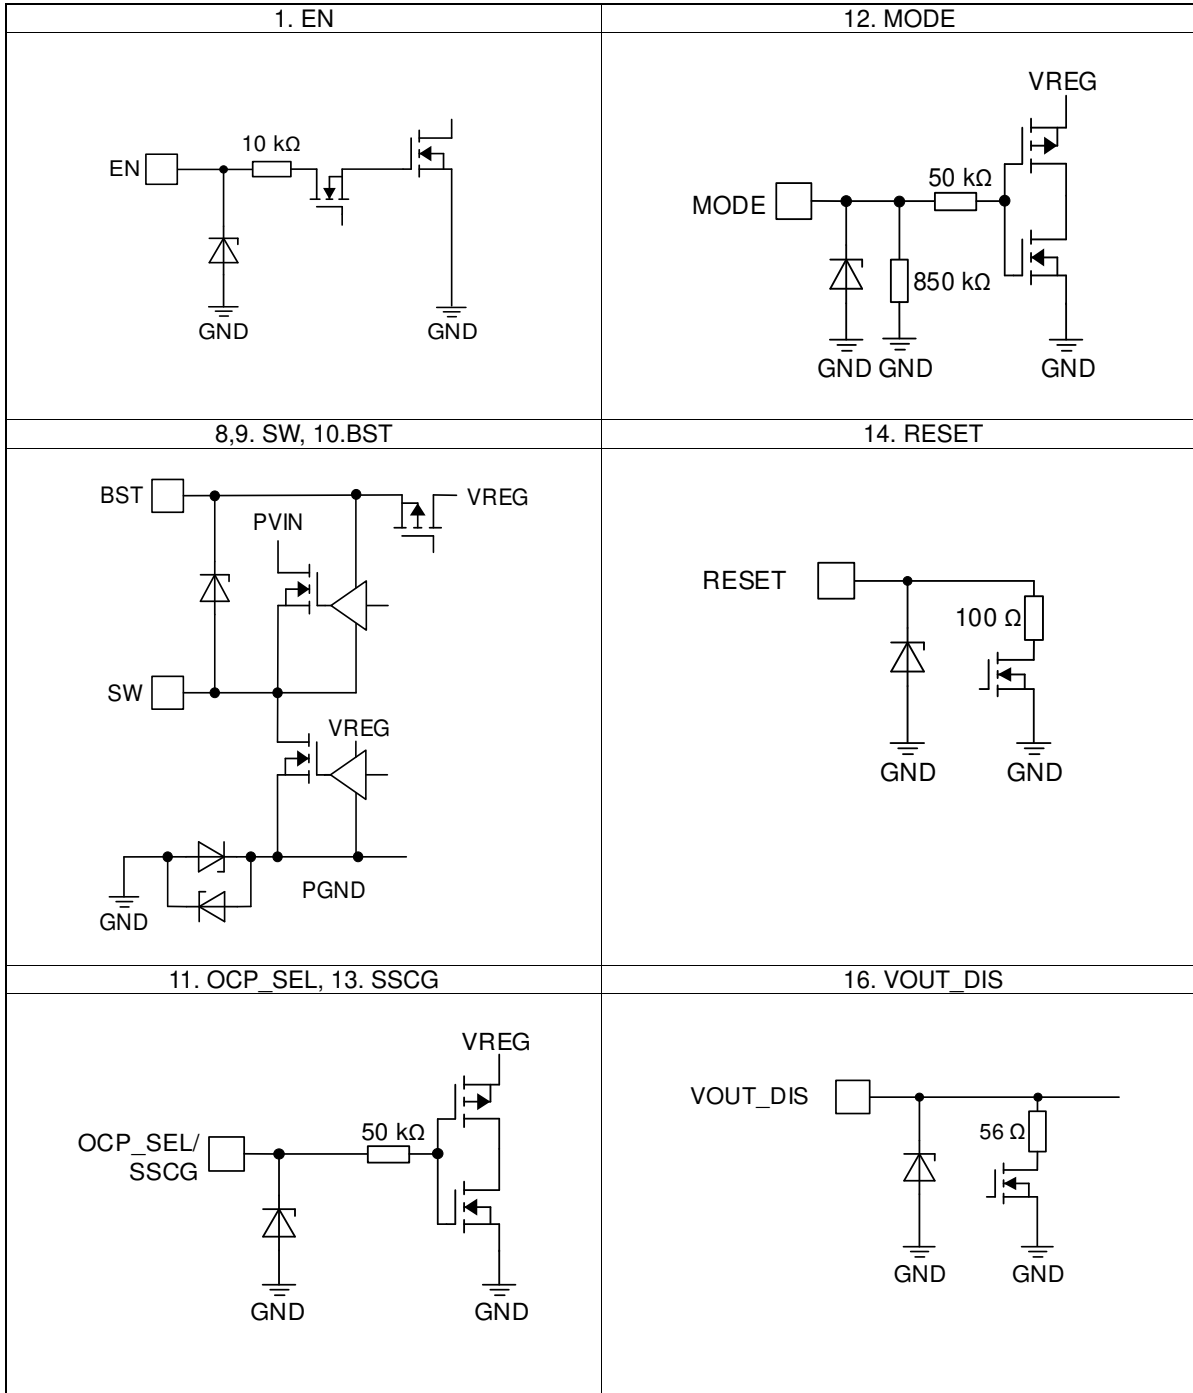 1. EN
12. MODE
EN
10 kΩ
GND
GND
VREG
MODE
50 kΩ
850 kΩ
GND
GND
GND
8,9. SW, 10.BST
14. RESET
BST
PVIN
VREG
SW
VREG
PGND
GND
RESET
100 Ω
GND
GND
11. OCP_SEL, 13. SSCG
16. VOUT_DIS
VREG
OCP_SEL/
SSCG
50 kΩ
GND
GND
VOUT_DIS
56 Ω
GND
GND